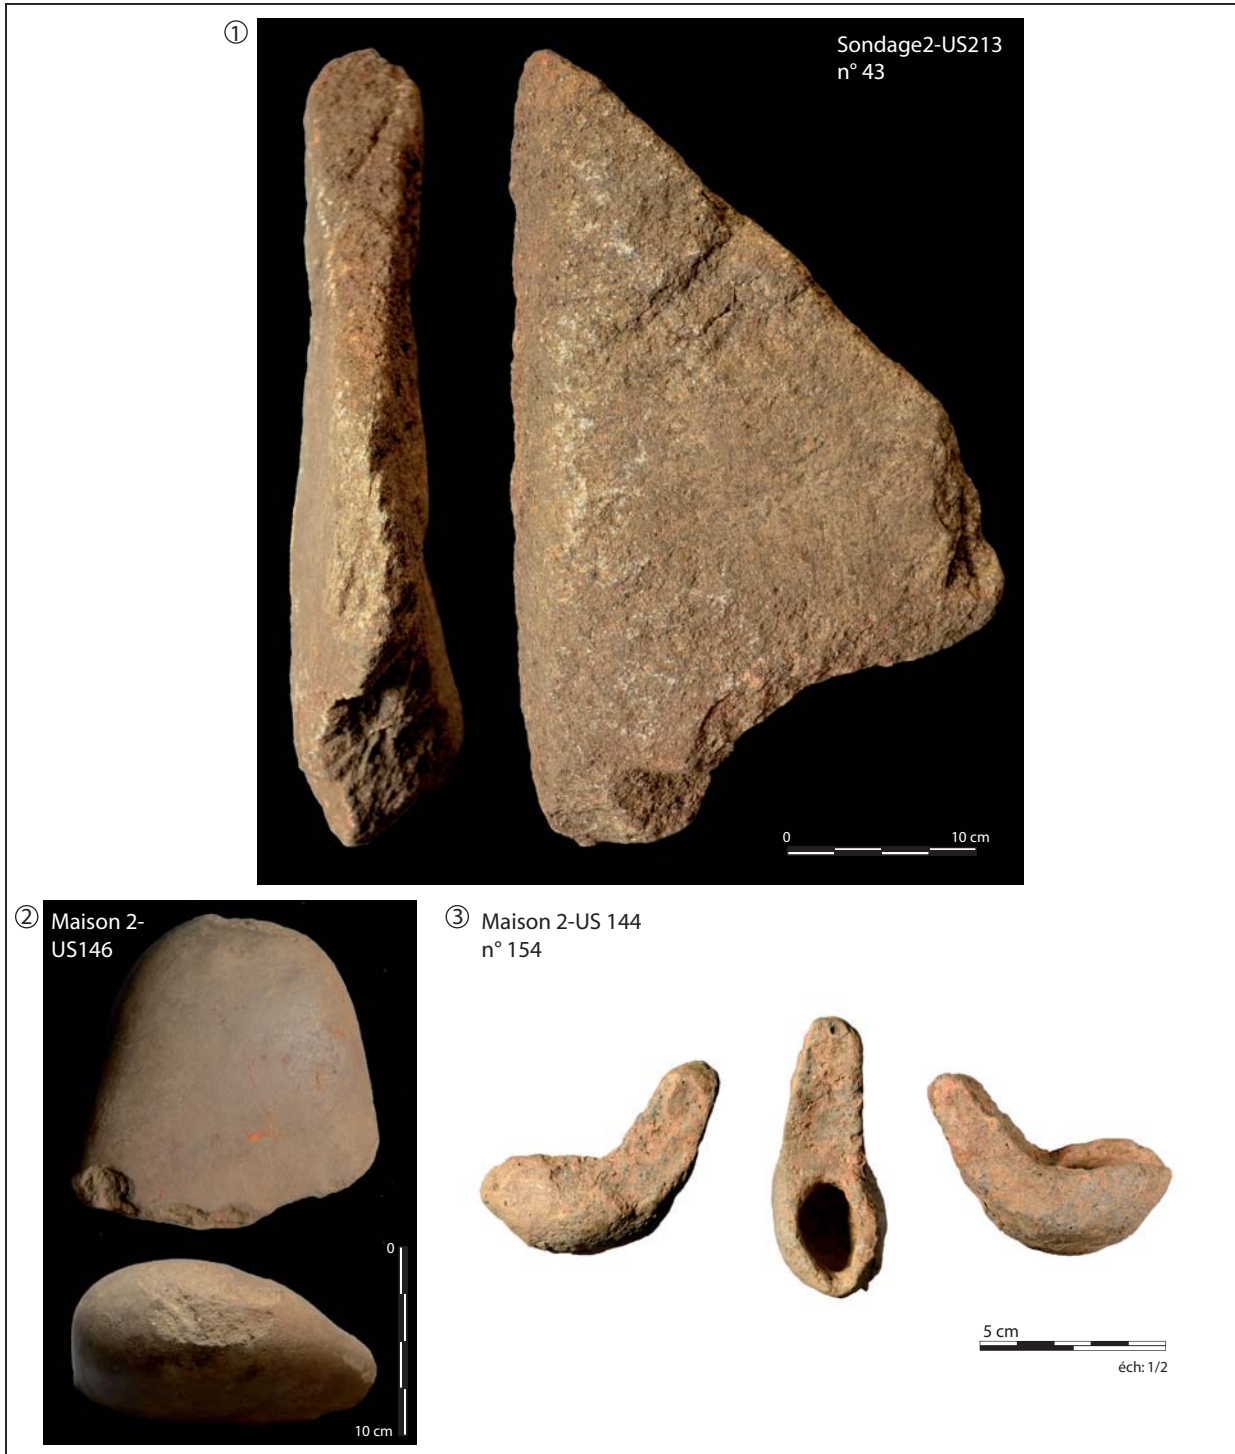 ①
Sondage2-US213
n° 43
0
10 cm
②
Maison 2-
US146
0
10 cm
③
Maison 2-US 144
n° 154
5 cm
éch: 1/2